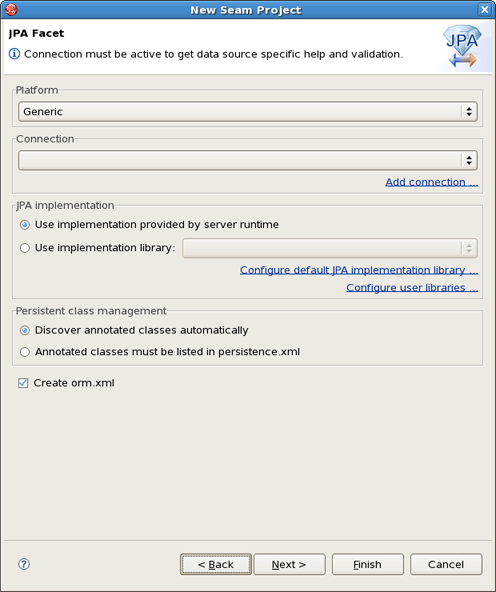 New Seam Project
JPA Facet
Connection must be active to get data source specific help and validation.
JPA
Platform
Generic
Connection
Add connection ...
JPA implementation
Use implementation provided by server runtime
Use implementation library:
Configure default JPA implementation library ...
Configure user libraries ...
Persistent class management
Discover annotated classes automatically
Annotated classes must be listed in persistence.xml
Create orm.xml
< Back Next > Finish Cancel